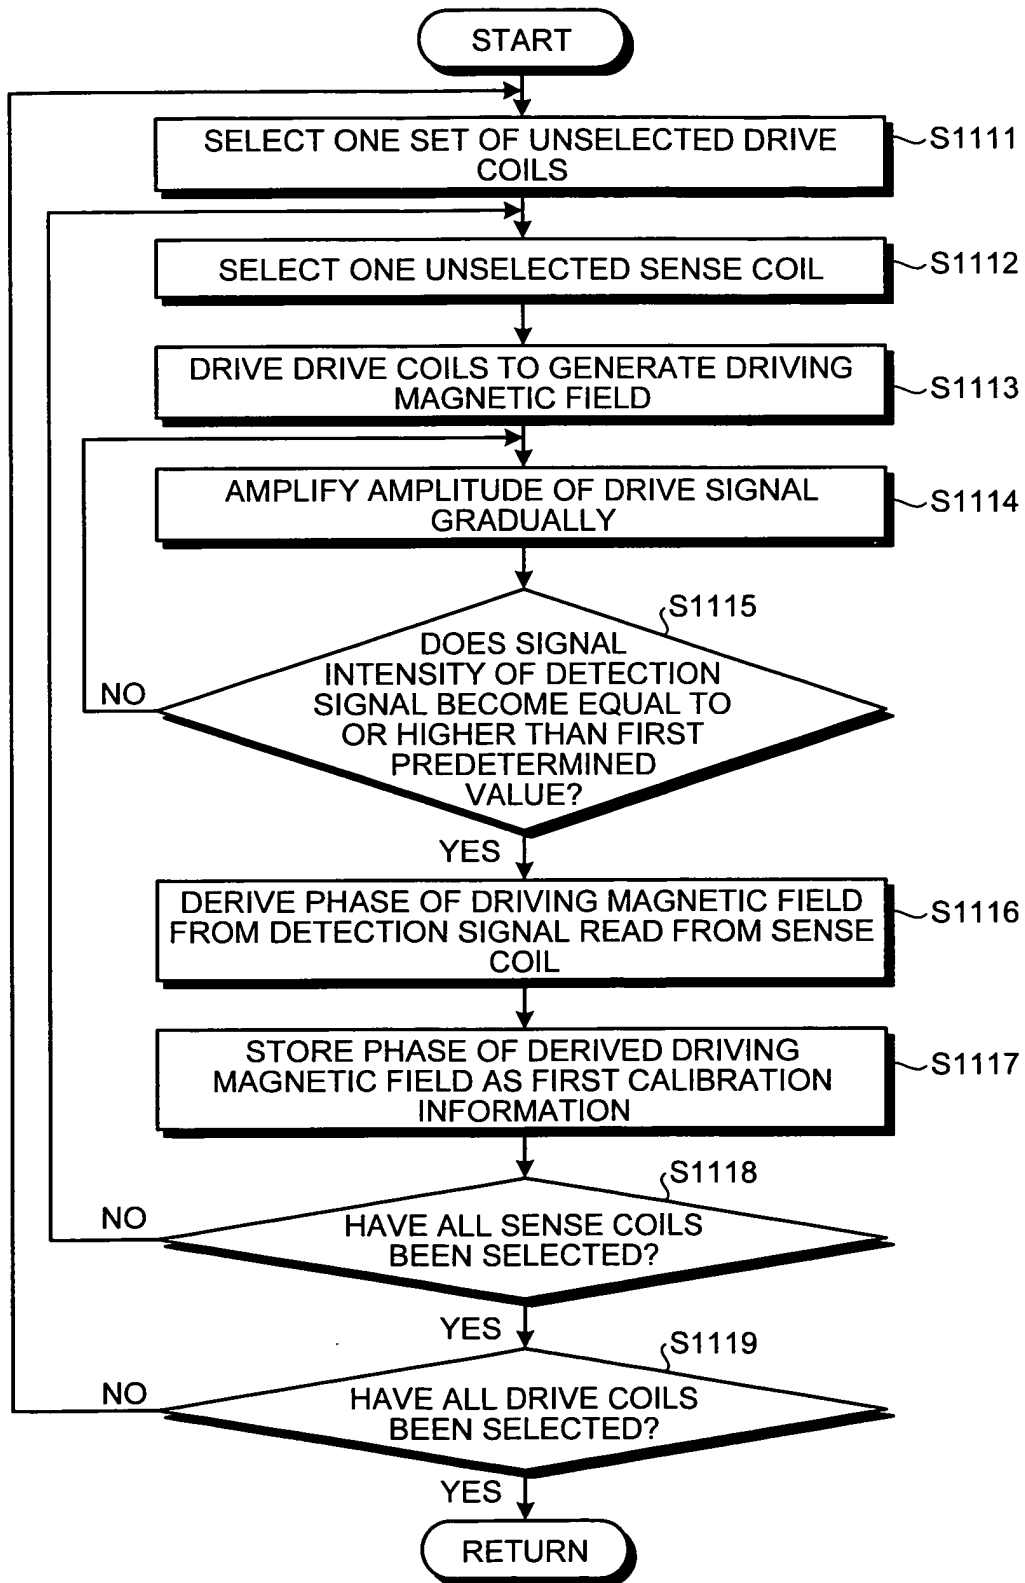 START
SELECT ONE SET OF UNSELECTED DRIVE
COILS
S1111
SELECT ONE UNSELECTED SENSE COIL
S1112
DRIVE DRIVE COILS TO GENERATE DRIVING
MAGNETIC FIELD
S1113
AMPLIFY AMPLITUDE OF DRIVE SIGNAL
GRADUALLY
S1114
S1115
DOES SIGNAL
INTENSITY OF DETECTION
SIGNAL BECOME EQUAL TO
OR HIGHER THAN FIRST
PREDETERMINED
VALUE?
NO
YES
DERIVE PHASE OF DRIVING MAGNETIC FIELD
FROM DETECTION SIGNAL READ FROM SENSE
COIL
S1116
STORE PHASE OF DERIVED DRIVING
MAGNETIC FIELD AS FIRST CALIBRATION
INFORMATION
S1117
S1118
NO
HAVE ALL SENSE COILS
BEEN SELECTED?
YES
S1119
NO
HAVE ALL DRIVE COILS
BEEN SELECTED?
YES
RETURN